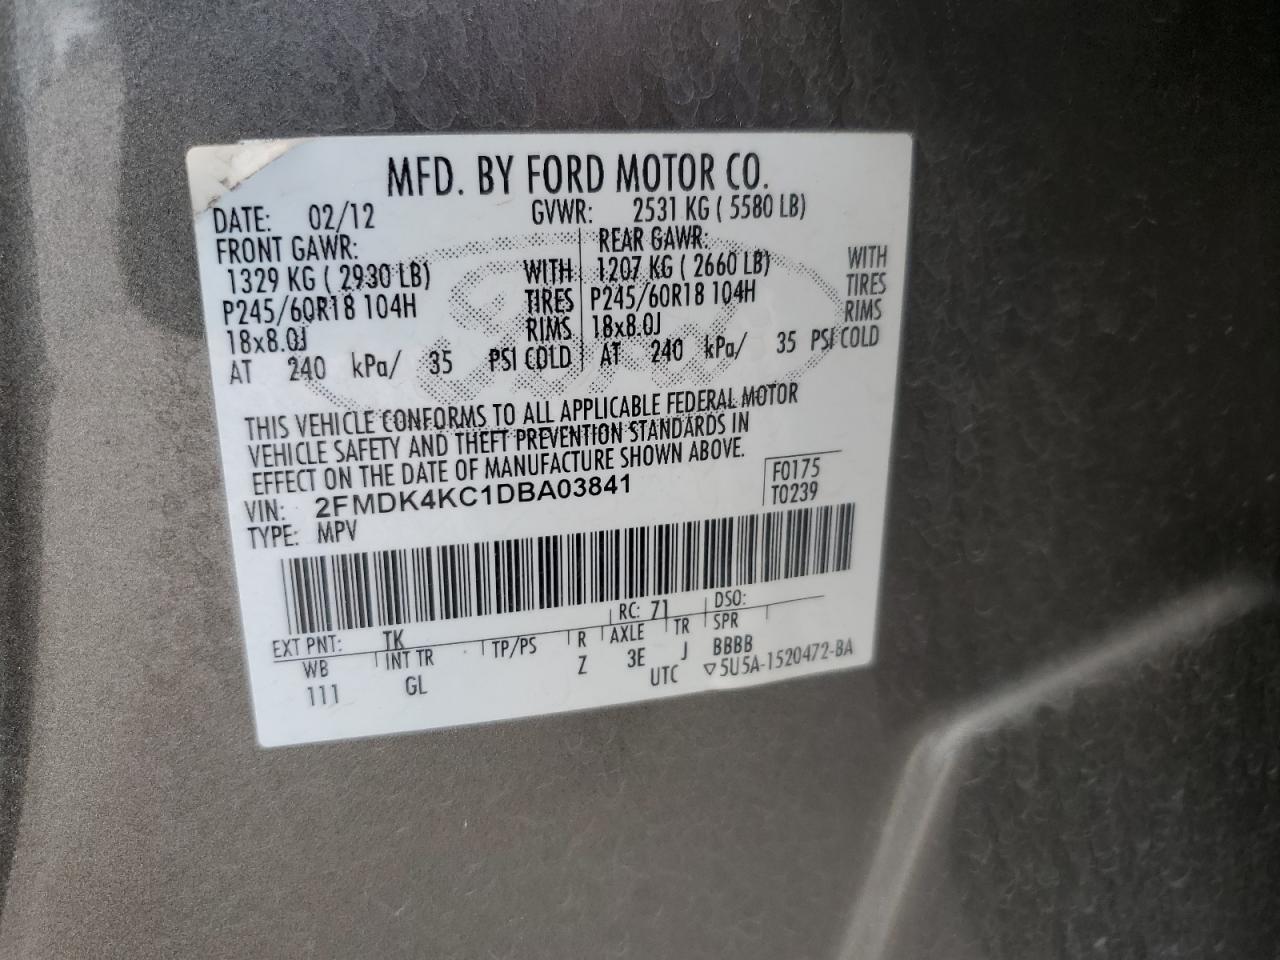 MFD. BY FORD MOTOR CO.
DATE: 02/12 GVWR: 2531 KG ( 5580 LB)
FRONT GAWR: REAR GAWR:
1329 KG ( 2930 LB) WITH 1207 KG ( 2660 LB) WITH
P245/60R18 104H TIRES P245/60R18 104H TIRES
18x8.0J RIMS 18x8.0J RIMS
AT 240 kPa/ 35 PSI COLD AT 240 kPa/ 35 PSI COLD
THIS VEHICLE CONFORMS TO ALL APPLICABLE FEDERAL MOTOR
VEHICLE SAFETY AND THEFT PREVENTION STANDARDS IN
EFFECT ON THE DATE OF MANUFACTURE SHOWN ABOVE.
VIN: 2FMDK4KC1DBA03841 F0175
TYPE: MPV T0239
EXT PNT: TK RC: 71 DSO:
WB INT TR TP/PS R AXLE TR SPR
111 GL Z 3E J BBBB
UTC ▽5U5A-1520472-BA